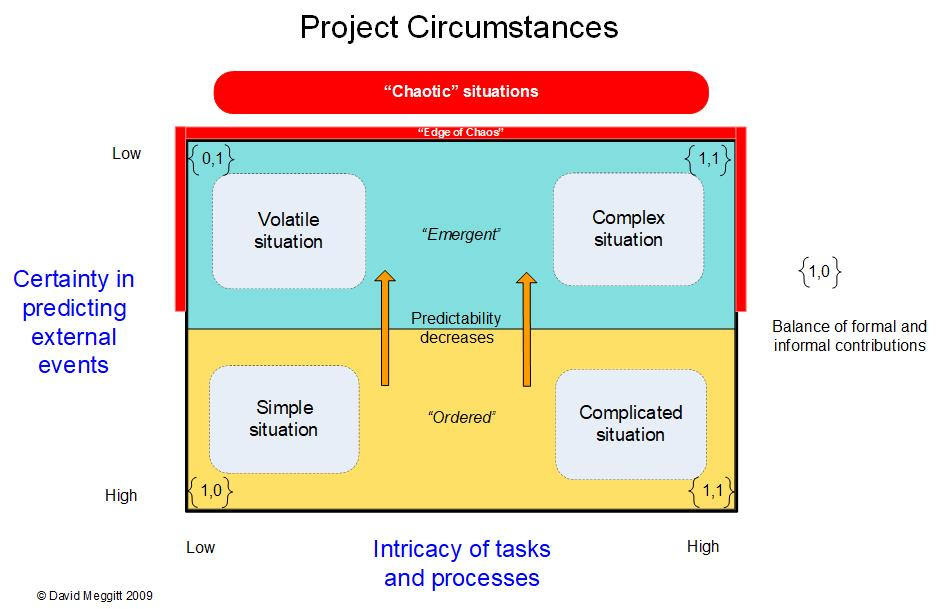 Project Circumstances
“Chaotic” situations
“Edge of Chaos”
Low
{0,1}
{1,1}
Volatile
situation
“Emergent”
Complex
situation
Certainty in
predicting
external
events
{1,0}
Balance of formal and
informal contributions
Predictability
decreases
Simple
situation
“Ordered”
Complicated
situation
High
{1,0}
{1,1}
Low
Intricacy of tasks
and processes
High
© David Meggitt 2009